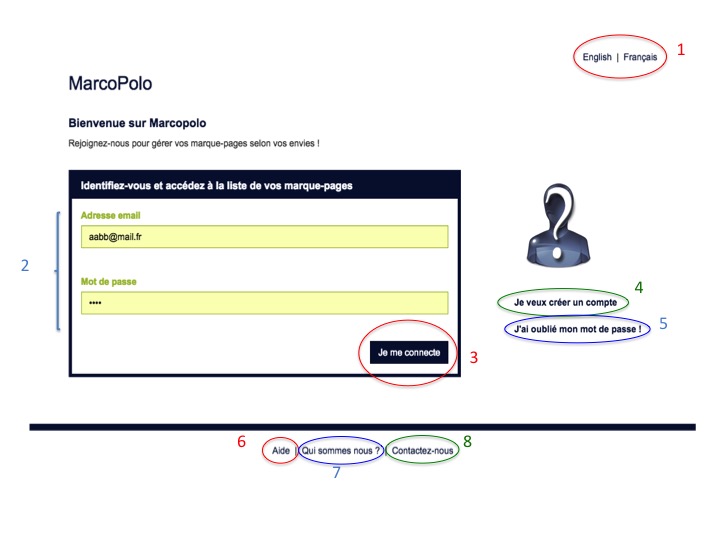 English | Français
1
MarcoPolo
Bienvenue sur Marcopolo
Rejoignez-nous pour gérer vos marque-pages selon vos envies !
Identifiez-vous et accédez à la liste de vos marque-pages
Adresse email
aabb@mail.fr
2
Mot de passe
••••
Je me connecte
3
4
Je veux créer un compte
5
J'ai oublié mon mot de passe !
6
Aide | Qui sommes nous ? | Contactez-nous
8
7